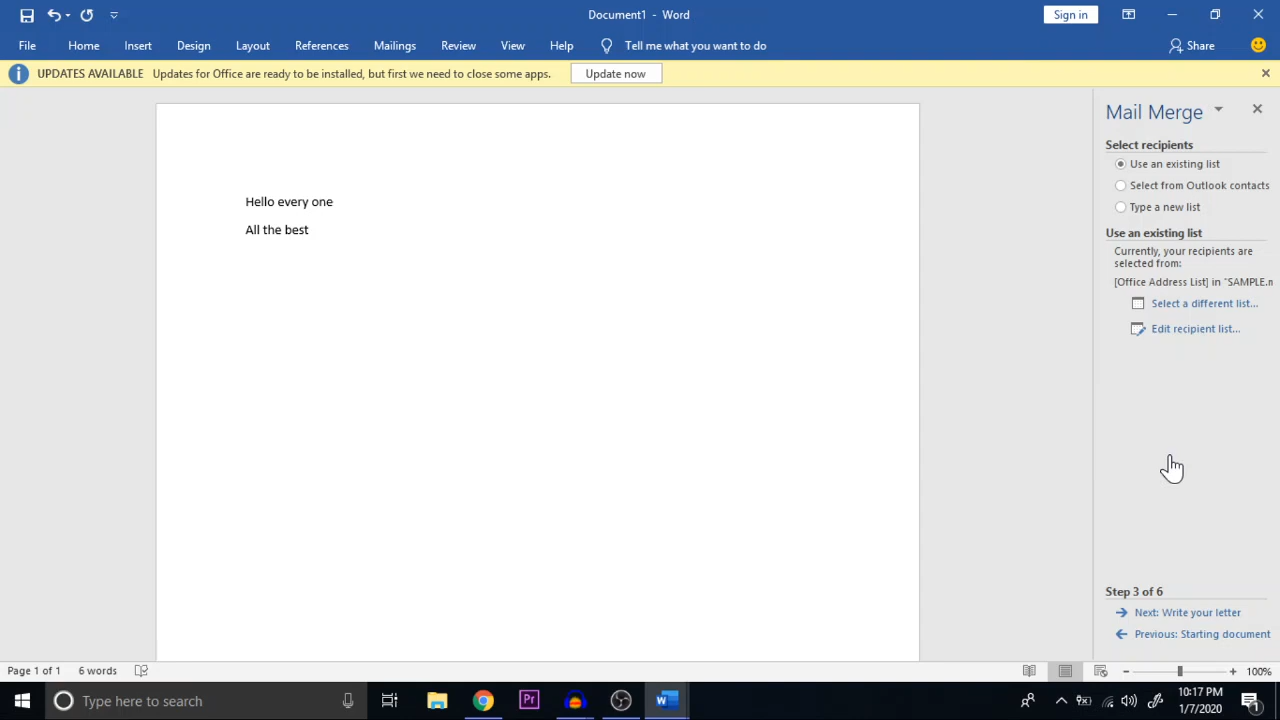 Document1 - Word
Sign in
File Home Insert Design Layout References Mailings Review View Help Tell me what you want to do Share
UPDATES AVAILABLE Updates for Office are ready to be installed, but first we need to close some apps. Update now
Mail Merge
Select recipients
Use an existing list
Select from Outlook contacts
Type a new list
Use an existing list
Currently, your recipients are
selected from:
[Office Address List] in "SAMPLE.m
Select a different list...
Edit recipient list...
Hello every one
All the best
Step 3 of 6
Next: Write your letter
Previous: Starting document
Page 1 of 1 6 words 100%
Type here to search
Pr
10:17 PM
1/7/2020
1